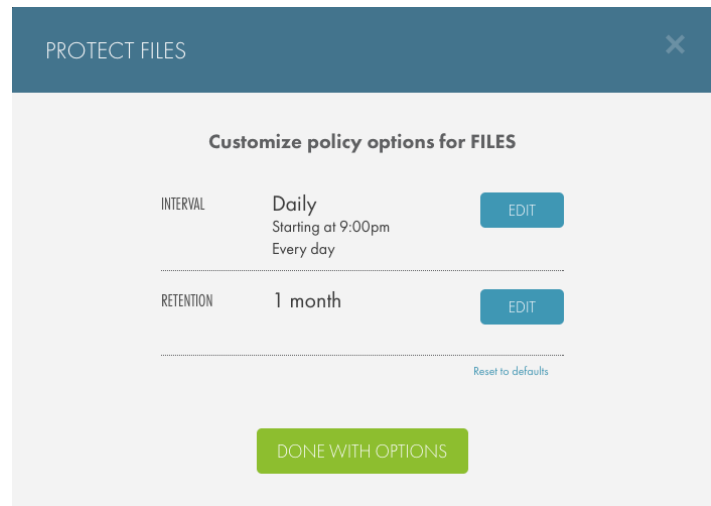 PROTECT FILES
Customize policy options for FILES
INTERVAL Daily EDIT
Starting at 9:00pm
Every day
RETENTION 1 month EDIT
Reset to defaults
DONE WITH OPTIONS